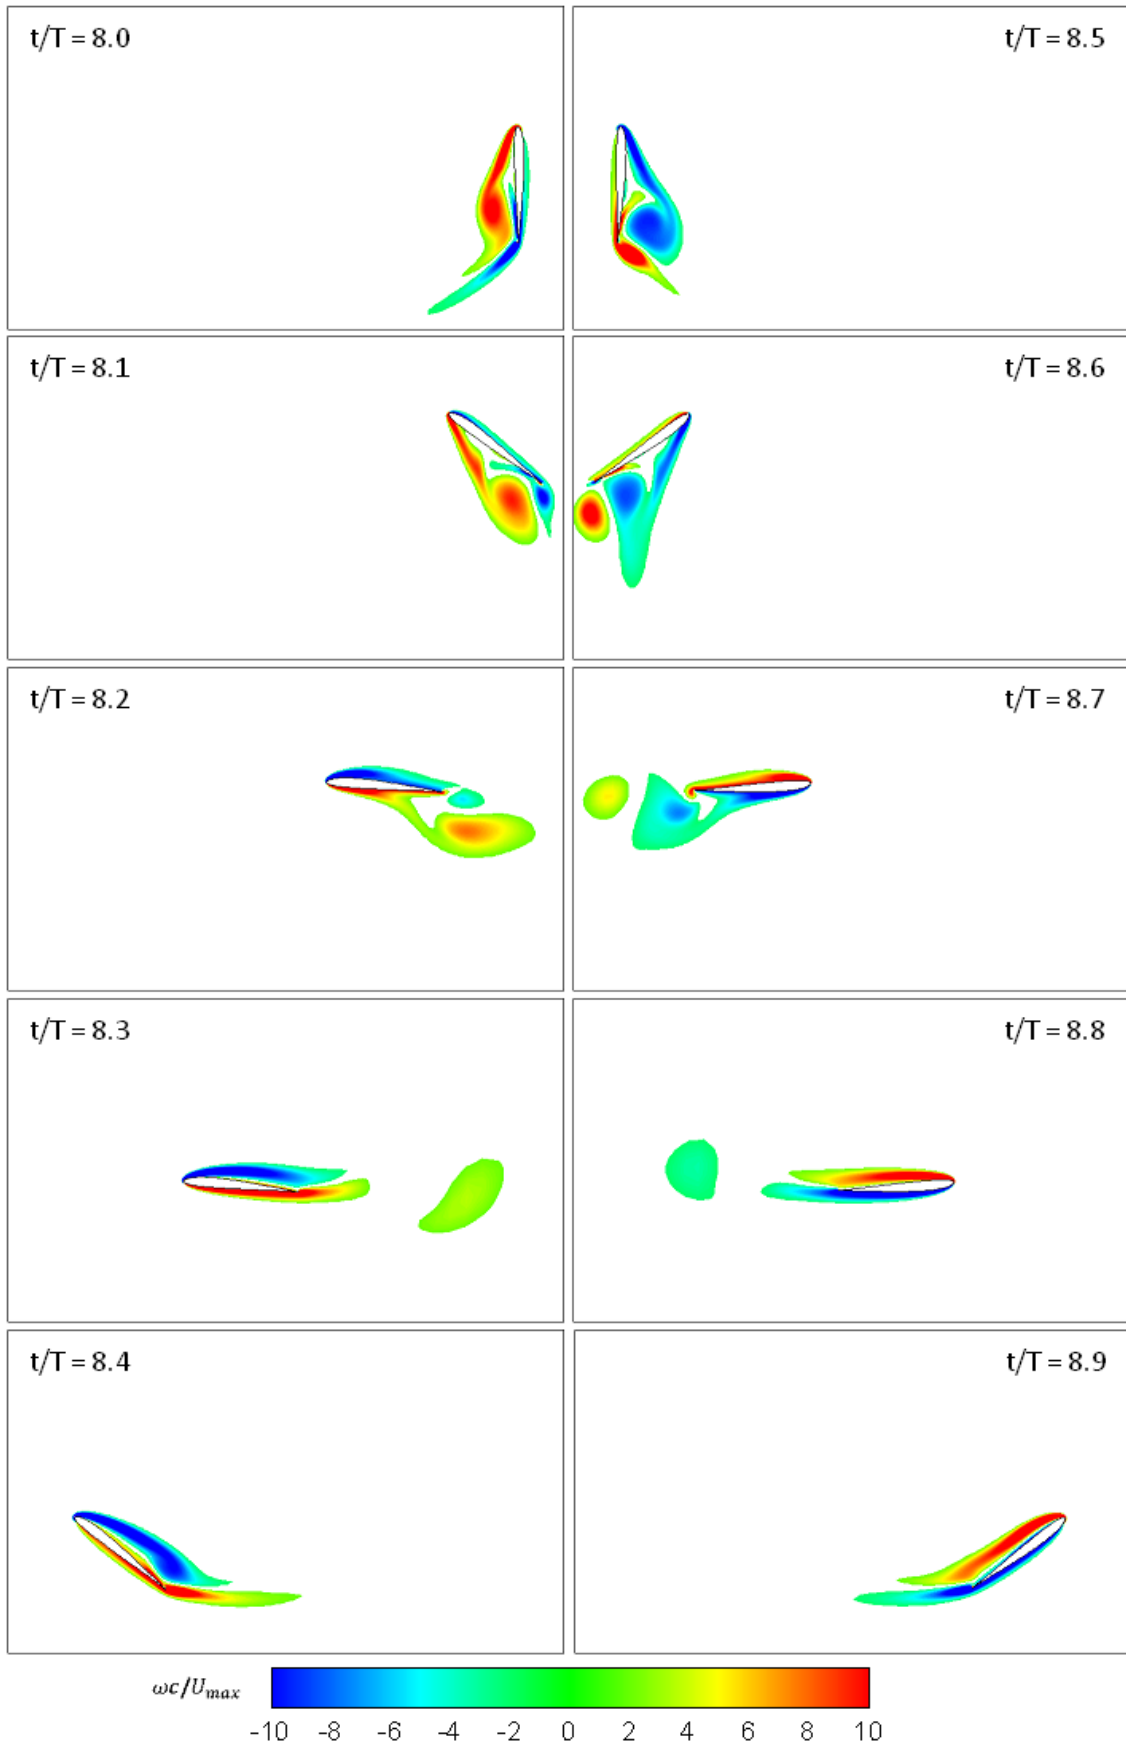 t/T = 8.0
t/T = 8.5
t/T = 8.1
t/T = 8.6
t/T = 8.2
t/T = 8.7
t/T = 8.3
t/T = 8.8
t/T = 8.4
t/T = 8.9
ωc/U_max
-10 -8 -6 -4 -2 0 2 4 6 8 10